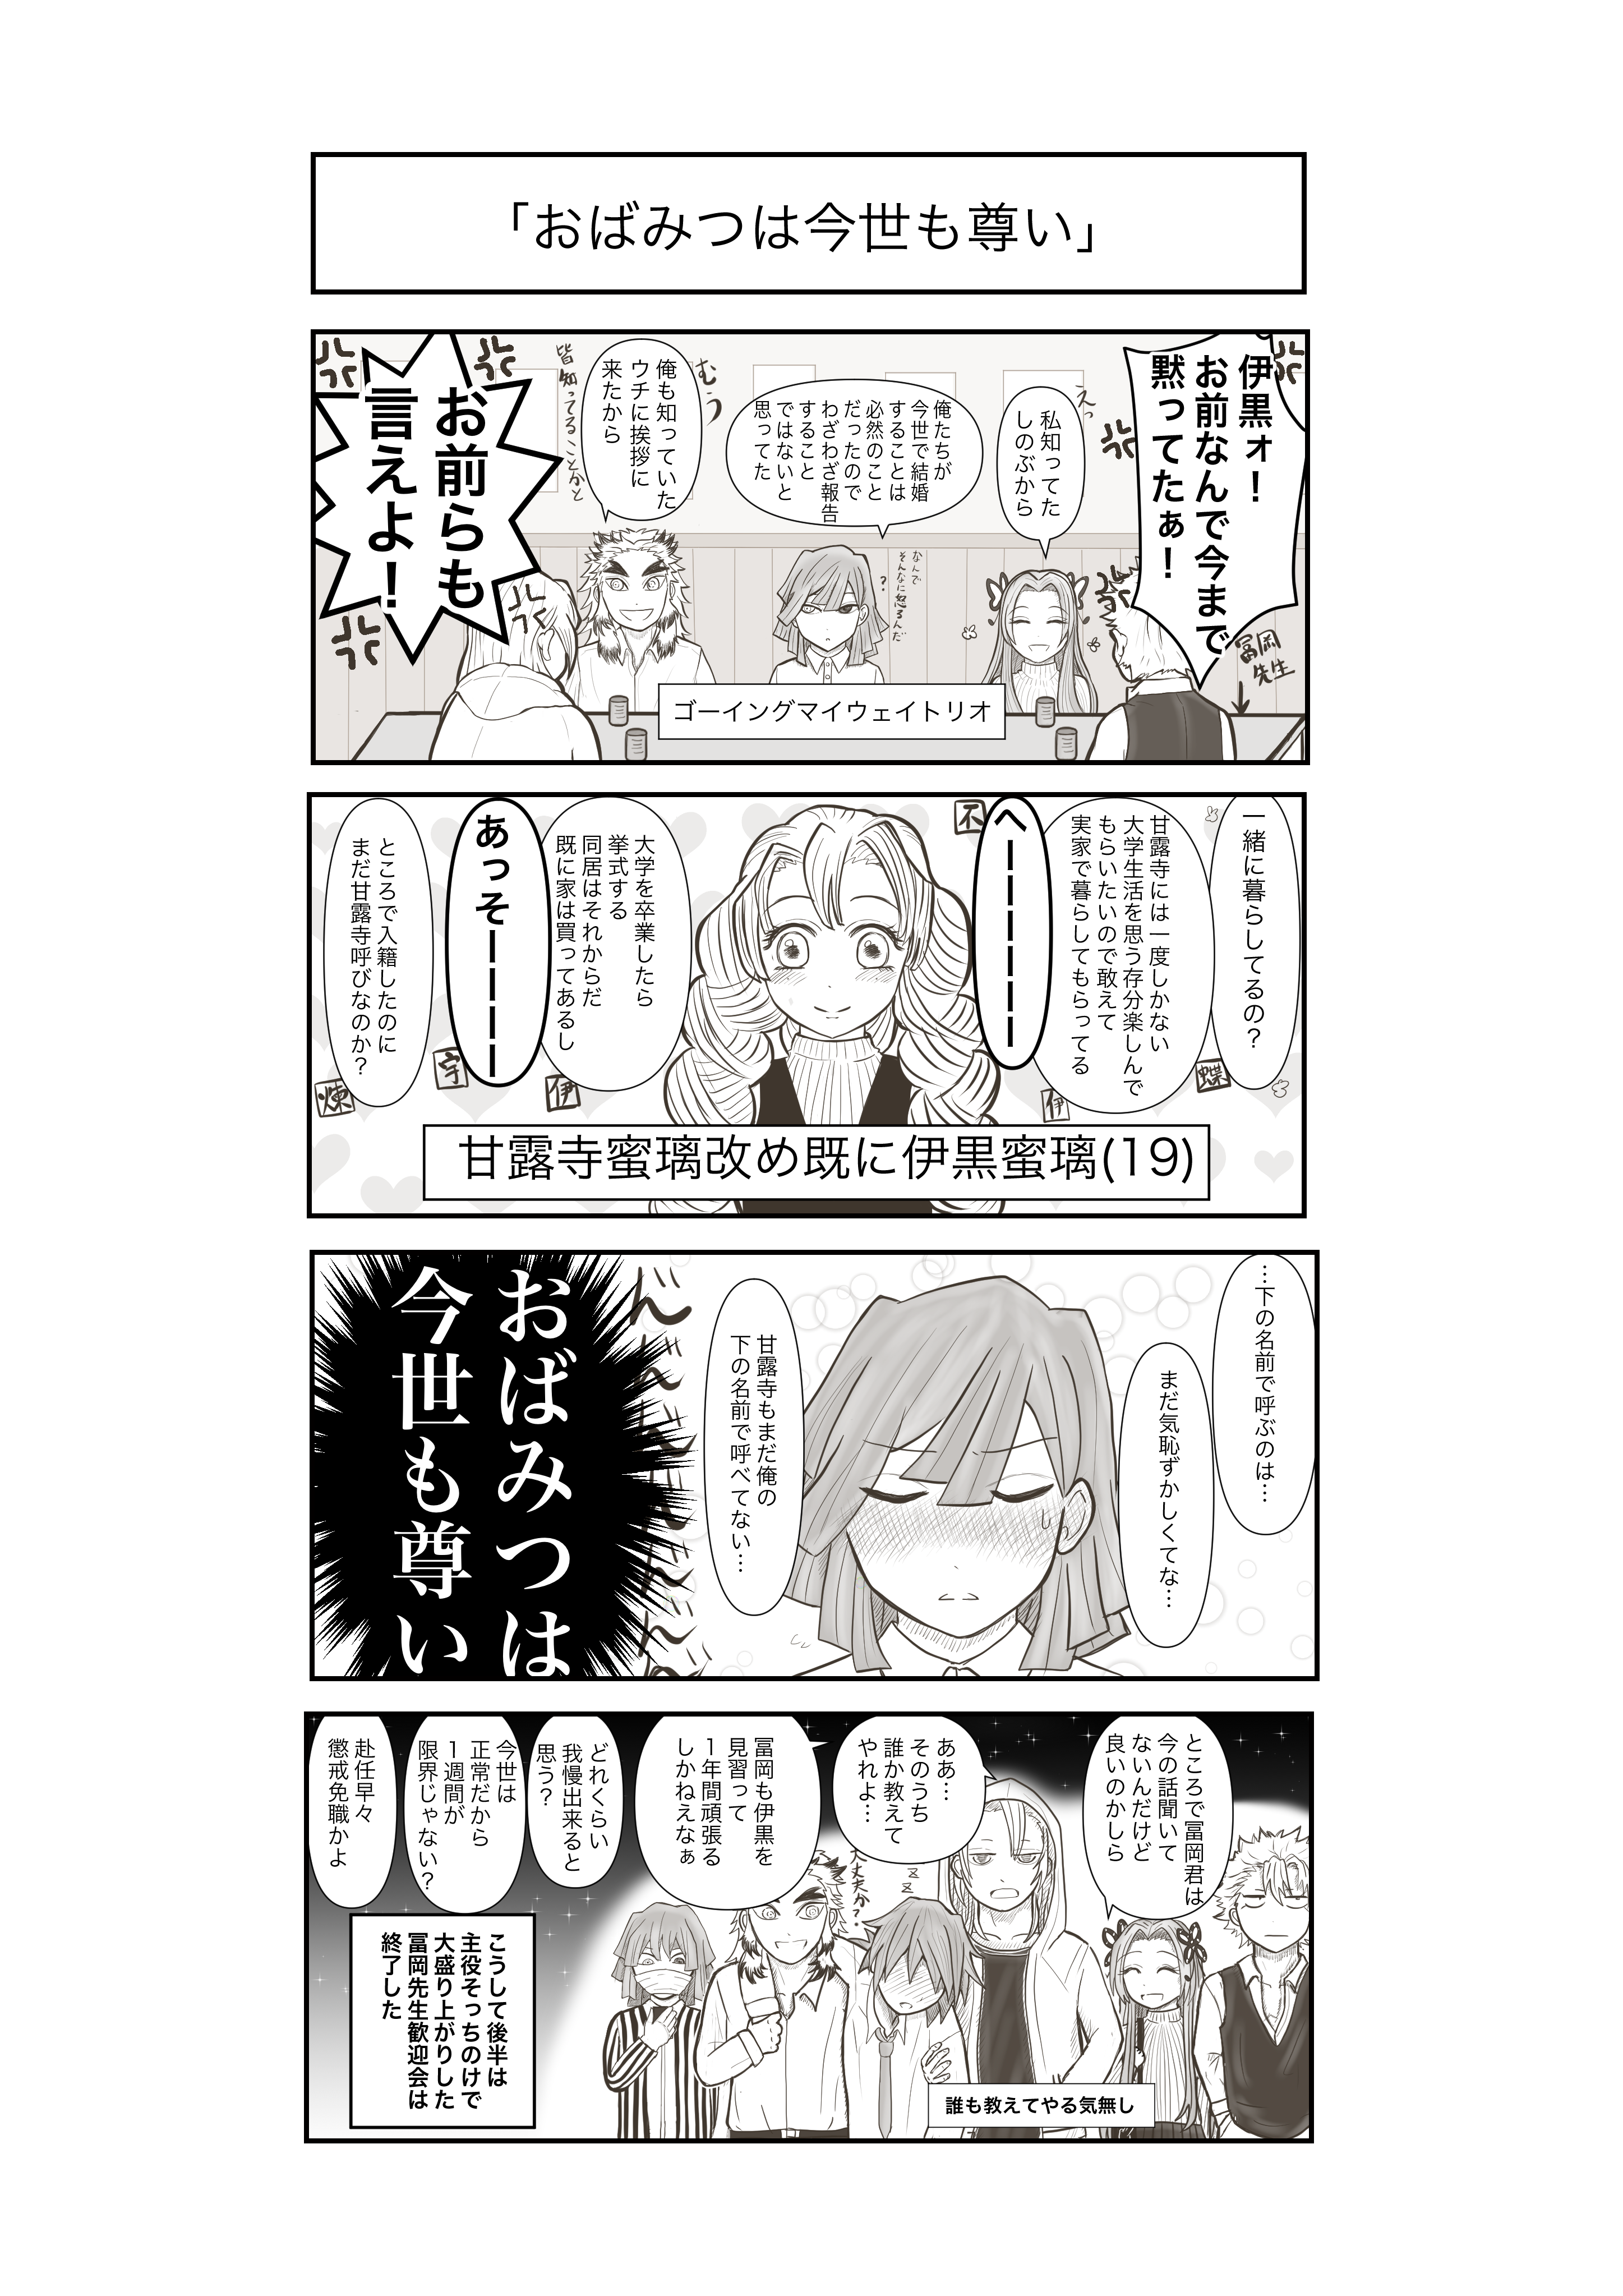 「おばみつは今世も尊い」
伊黒ォ！
お前なんで今まで
黙ってたぁ！
冨岡
先生
えっ
私知ってた
しのぶから
俺たちが
今世で結婚
することは
必然のこと
だったので
わざわざ報告
すること
ではないと
思ってた
なんで
そんなに怒るんだ
？
むう
俺も知っていた
ウチに挨拶に
来たから
皆知ってることかと
お前らも
言えよ！
ゴーイングマイウェイトリオ
一緒に暮らしてるの？
蝶
甘露寺には一度しかない
大学生活を思う存分楽しんで
もらいたいので敢えて
実家で暮らしてもらってる
伊
へーーーーーー
不
大学を卒業したら
挙式する
同居はそれからだ
既に家は買ってあるし
伊
あっそーーーーー
宇
ところで入籍したのに
まだ甘露寺呼びなのか？
煉
甘露寺蜜璃改め既に伊黒蜜璃(19)
…下の名前で呼ぶのは…
まだ気恥ずかしくてな…
甘露寺もまだ俺の
下の名前で呼べてない…
おばみつは
今世も尊い
ところで冨岡君は
今の話聞いて
ないんだけど
良いのかしら
ああ…
そのうち
誰か教えて
やれよ…
z
z
大丈夫か？
冨岡も伊黒を
見習って
１年間頑張る
しかねえなぁ
どれくらい
我慢出来ると
思う？
今世は
正常だから
１週間が
限界じゃない？
赴任早々
懲戒免職かよ
誰も教えてやる気無し
こうして後半は
主役そっちのけで
大盛り上がりした
冨岡先生歓迎会は
終了した